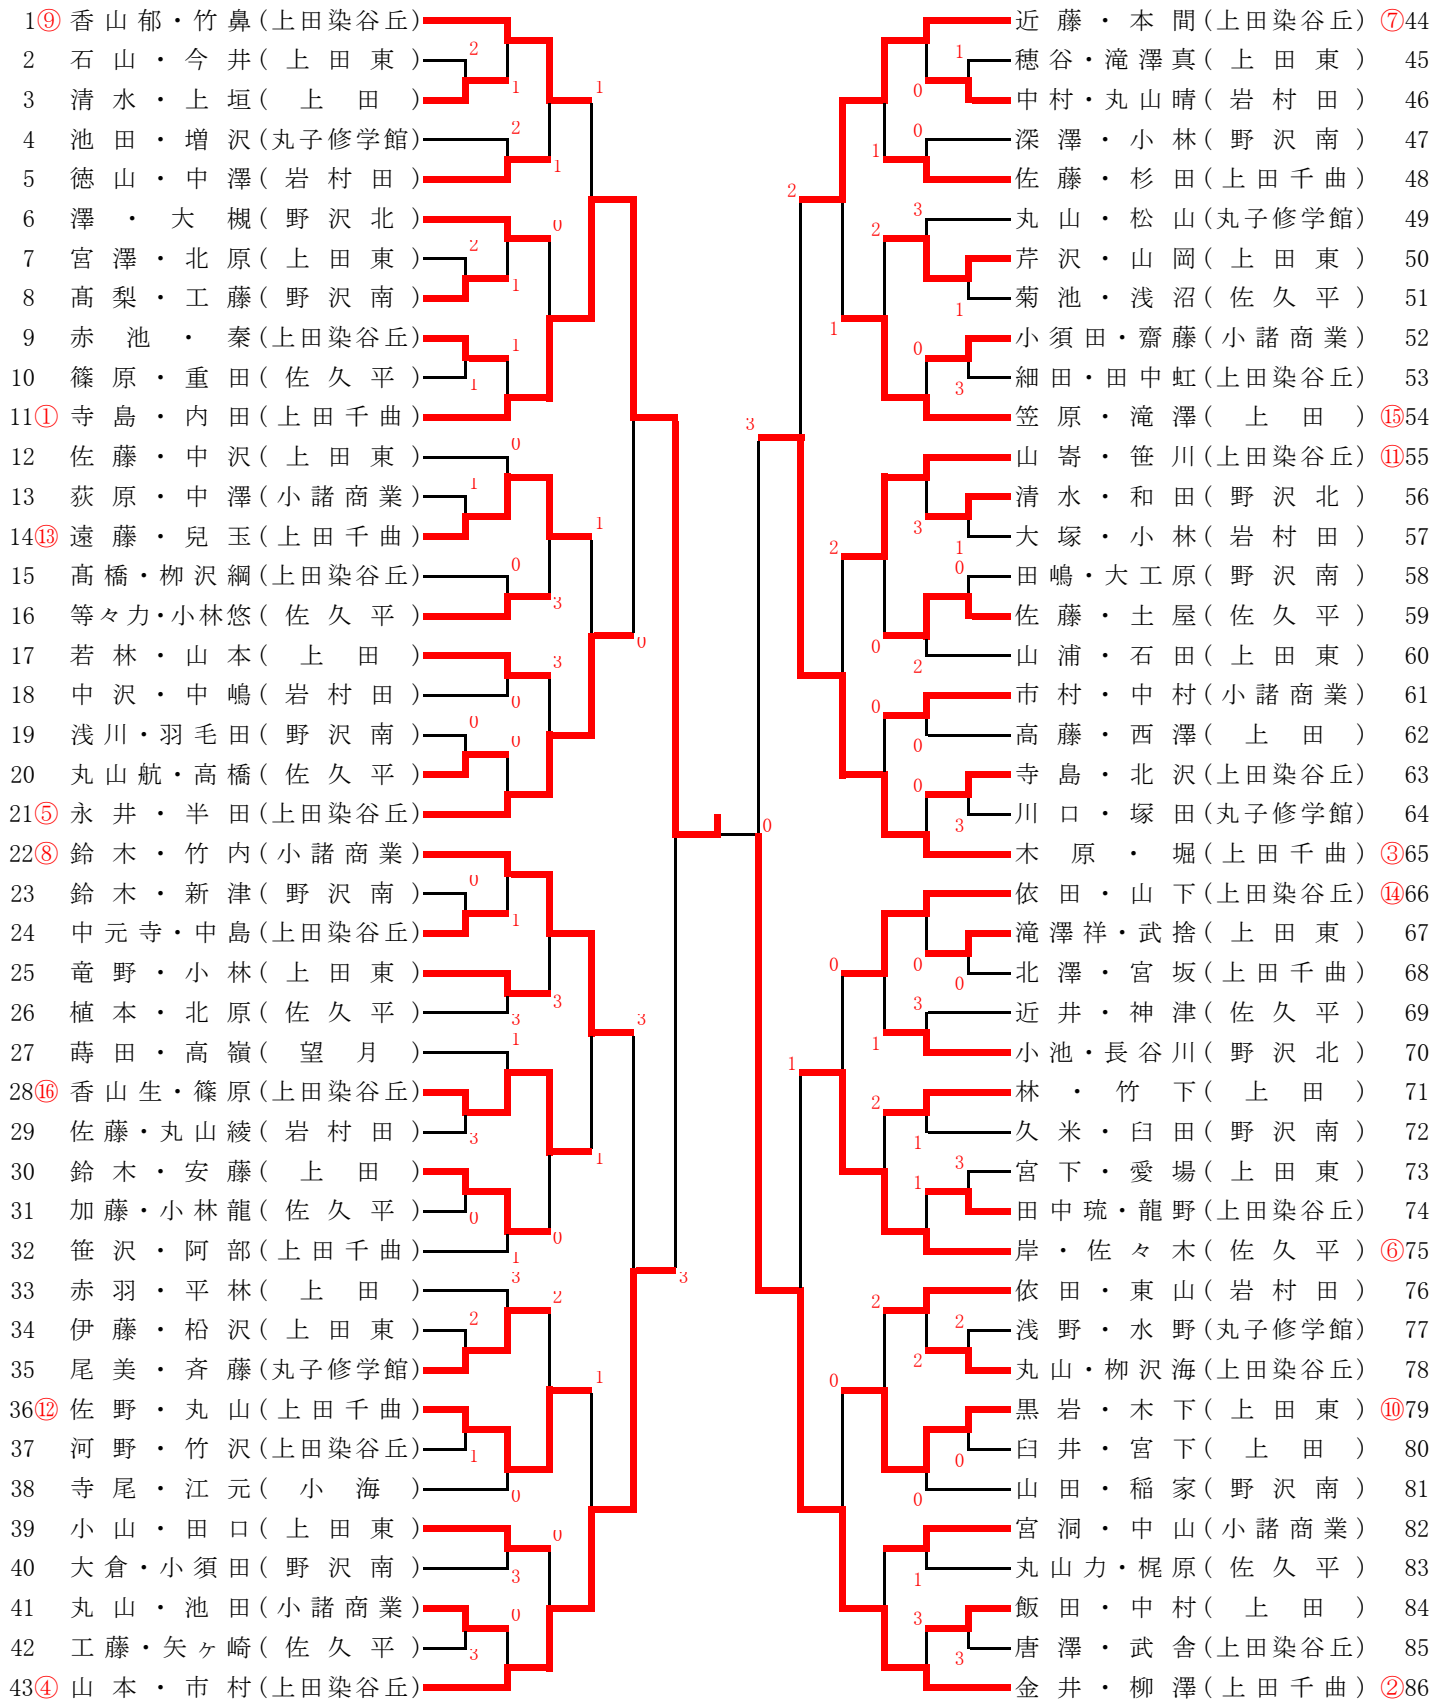 1⑨ 香山郁・竹鼻(上田染谷丘)
2 石山・今井(上田東)
3 清水・上垣(上田)
4 池田・増沢(丸子修学館)
5 徳山・中澤(岩村田)
6 澤・大槻(野沢北)
7 宮澤・北原(上田東)
8 髙梨・工藤(野沢南)
9 赤池・秦(上田染谷丘)
10 篠原・重田(佐久平)
11① 寺島・内田(上田千曲)
12 佐藤・中沢(上田東)
13 荻原・中澤(小諸商業)
14⑬ 遠藤・兒玉(上田千曲)
15 髙橋・栁沢綱(上田染谷丘)
16 等々力・小林悠(佐久平)
17 若林・山本(上田)
18 中沢・中嶋(岩村田)
19 浅川・羽毛田(野沢南)
20 丸山航・高橋(佐久平)
21⑤ 永井・半田(上田染谷丘)
22⑧ 鈴木・竹内(小諸商業)
23 鈴木・新津(野沢南)
24 中元寺・中島(上田染谷丘)
25 竜野・小林(上田東)
26 植本・北原(佐久平)
27 蒔田・高嶺(望月)
28⑯ 香山生・篠原(上田染谷丘)
29 佐藤・丸山綾(岩村田)
30 鈴木・安藤(上田)
31 加藤・小林龍(佐久平)
32 笹沢・阿部(上田千曲)
33 赤羽・平林(上田)
34 伊藤・柗沢(上田東)
35 尾美・斉藤(丸子修学館)
36⑫ 佐野・丸山(上田千曲)
37 河野・竹沢(上田染谷丘)
38 寺尾・江元(小海)
39 小山・田口(上田東)
40 大倉・小須田(野沢南)
41 丸山・池田(小諸商業)
42 工藤・矢ヶ崎(佐久平)
43④ 山本・市村(上田染谷丘)
近藤・本間(上田染谷丘) ⑦44
穂谷・滝澤真(上田東) 45
中村・丸山晴(岩村田) 46
深澤・小林(野沢南) 47
佐藤・杉田(上田千曲) 48
丸山・松山(丸子修学館) 49
芹沢・山岡(上田東) 50
菊池・浅沼(佐久平) 51
小須田・齋藤(小諸商業) 52
細田・田中虹(上田染谷丘) 53
笠原・滝澤(上田) ⑮54
山嵜・笹川(上田染谷丘) ⑪55
清水・和田(野沢北) 56
大塚・小林(岩村田) 57
田嶋・大工原(野沢南) 58
佐藤・土屋(佐久平) 59
山浦・石田(上田東) 60
市村・中村(小諸商業) 61
高藤・西澤(上田) 62
寺島・北沢(上田染谷丘) 63
川口・塚田(丸子修学館) 64
木原・堀(上田千曲) ③65
依田・山下(上田染谷丘) ⑭66
滝澤祥・武捨(上田東) 67
北澤・宮坂(上田千曲) 68
近井・神津(佐久平) 69
小池・長谷川(野沢北) 70
林・竹下(上田) 71
久米・臼田(野沢南) 72
宮下・愛場(上田東) 73
田中琉・龍野(上田染谷丘) 74
岸・佐々木(佐久平) ⑥75
依田・東山(岩村田) 76
浅野・水野(丸子修学館) 77
丸山・栁沢海(上田染谷丘) 78
黒岩・木下(上田東) ⑩79
臼井・宮下(上田) 80
山田・稲家(野沢南) 81
宮洞・中山(小諸商業) 82
丸山力・梶原(佐久平) 83
飯田・中村(上田) 84
唐澤・武舎(上田染谷丘) 85
金井・柳澤(上田千曲) ②86